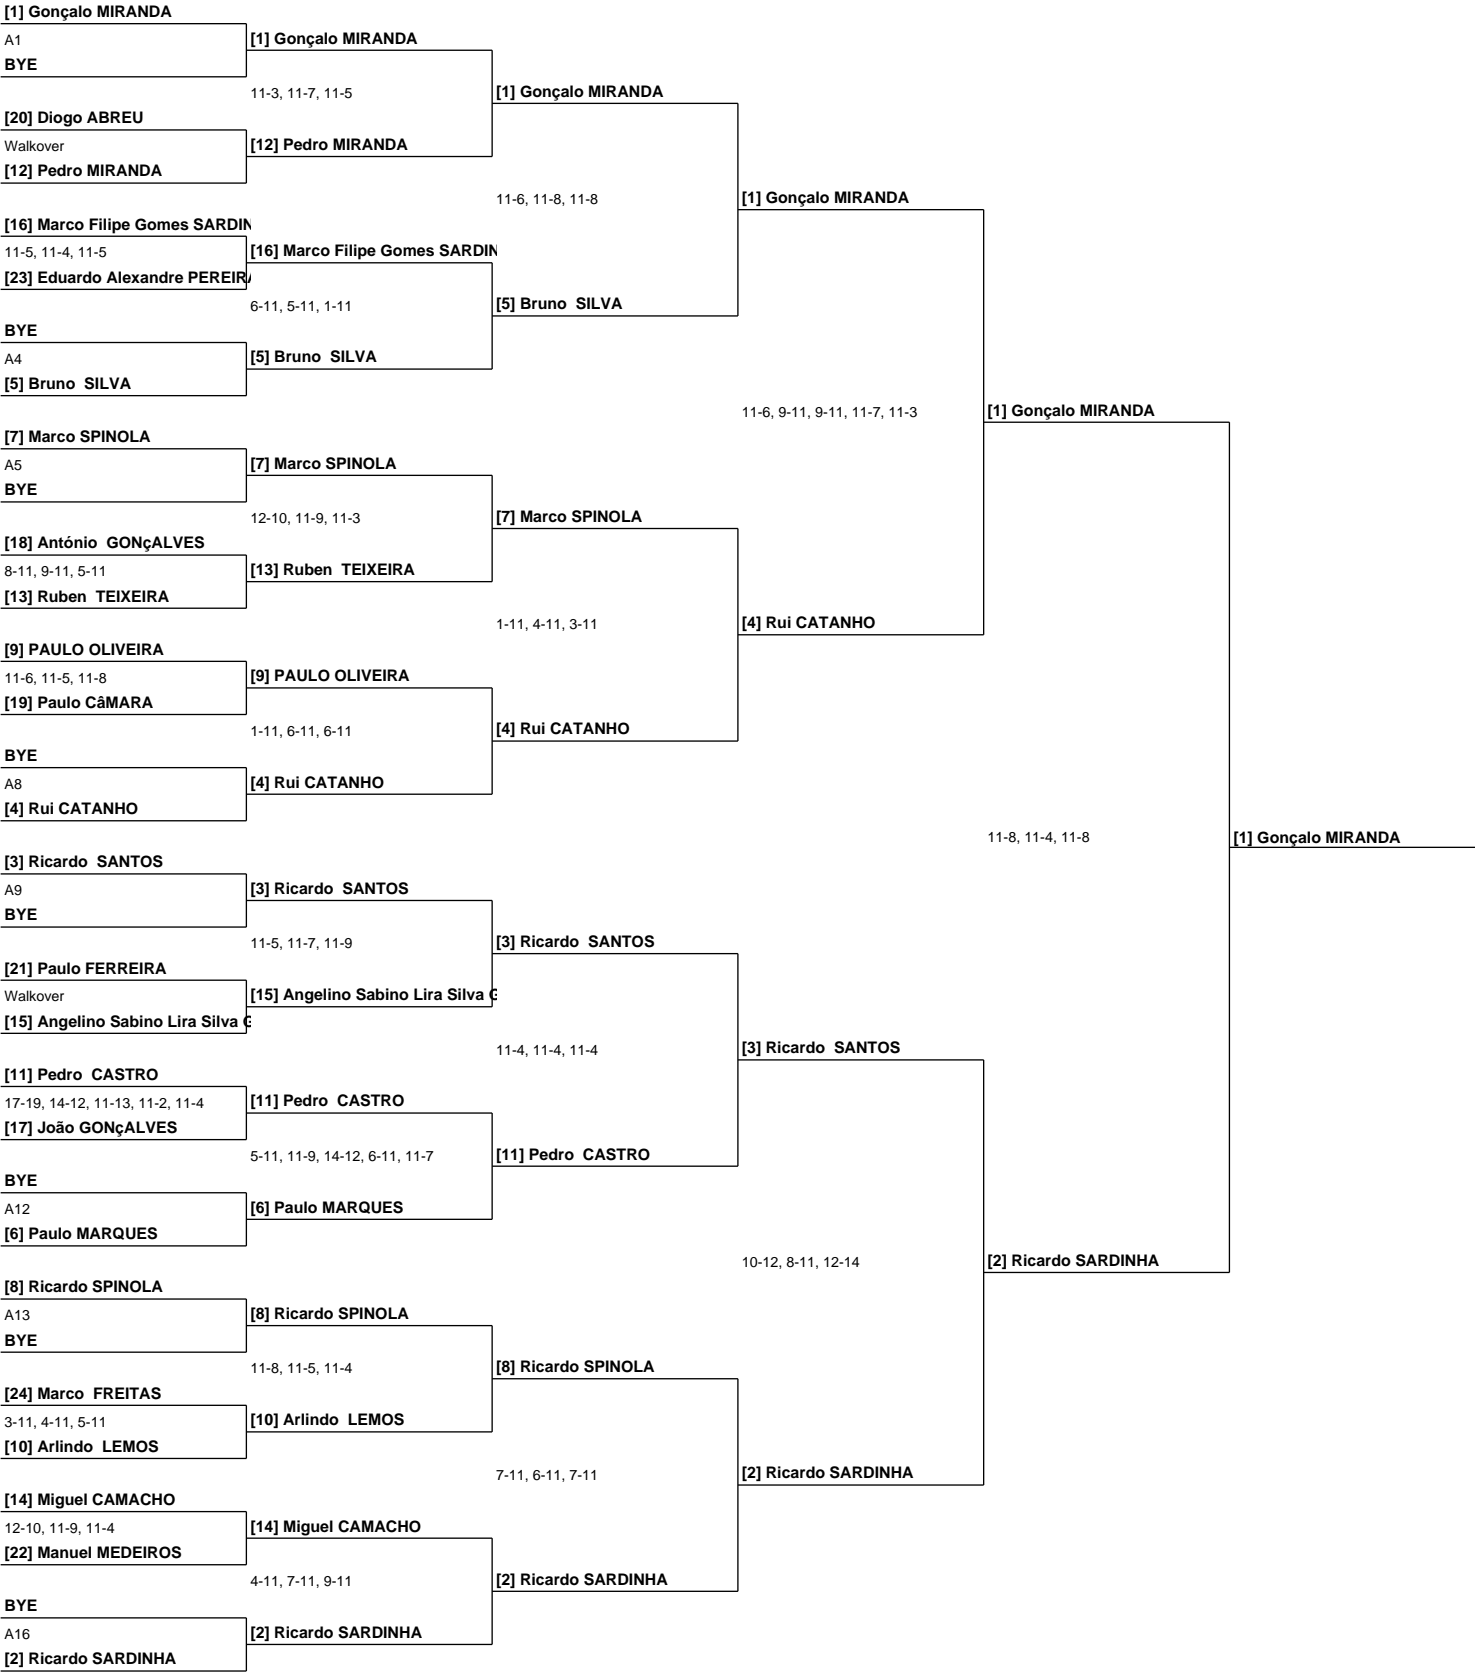 [1] Gonçalo MIRANDA
A1
BYE
[20] Diogo ABREU
Walkover
[12] Pedro MIRANDA
[16] Marco Filipe Gomes SARDIN
11-5, 11-4, 11-5
[23] Eduardo Alexandre PEREIRA
BYE
A4
[5] Bruno  SILVA
[7] Marco SPINOLA
A5
BYE
[18] António  GONçALVES
8-11, 9-11, 5-11
[13] Ruben  TEIXEIRA
[9] PAULO OLIVEIRA
11-6, 11-5, 11-8
[19] Paulo CâMARA
BYE
A8
[4] Rui CATANHO
[3] Ricardo  SANTOS
A9
BYE
[21] Paulo FERREIRA
Walkover
[15] Angelino Sabino Lira Silva G
[11] Pedro  CASTRO
17-19, 14-12, 11-13, 11-2, 11-4
[17] João GONçALVES
BYE
A12
[6] Paulo MARQUES
[8] Ricardo SPINOLA
A13
BYE
[24] Marco  FREITAS
3-11, 4-11, 5-11
[10] Arlindo  LEMOS
[14] Miguel CAMACHO
12-10, 11-9, 11-4
[22] Manuel MEDEIROS
BYE
A16
[2] Ricardo SARDINHA
[1] Gonçalo MIRANDA
11-3, 11-7, 11-5
[12] Pedro MIRANDA
[16] Marco Filipe Gomes SARDIN
6-11, 5-11, 1-11
[5] Bruno  SILVA
[7] Marco SPINOLA
12-10, 11-9, 11-3
[13] Ruben  TEIXEIRA
[9] PAULO OLIVEIRA
1-11, 6-11, 6-11
[4] Rui CATANHO
[3] Ricardo  SANTOS
11-5, 11-7, 11-9
[15] Angelino Sabino Lira Silva G
[11] Pedro  CASTRO
5-11, 11-9, 14-12, 6-11, 11-7
[6] Paulo MARQUES
[8] Ricardo SPINOLA
11-8, 11-5, 11-4
[10] Arlindo  LEMOS
[14] Miguel CAMACHO
4-11, 7-11, 9-11
[2] Ricardo SARDINHA
[1] Gonçalo MIRANDA
11-6, 11-8, 11-8
[5] Bruno  SILVA
[7] Marco SPINOLA
1-11, 4-11, 3-11
[4] Rui CATANHO
[3] Ricardo  SANTOS
11-4, 11-4, 11-4
[11] Pedro  CASTRO
[8] Ricardo SPINOLA
7-11, 6-11, 7-11
[2] Ricardo SARDINHA
[1] Gonçalo MIRANDA
11-6, 9-11, 9-11, 11-7, 11-3
[4] Rui CATANHO
[3] Ricardo  SANTOS
10-12, 8-11, 12-14
[2] Ricardo SARDINHA
[1] Gonçalo MIRANDA
11-8, 11-4, 11-8
[2] Ricardo SARDINHA
[1] Gonçalo MIRANDA